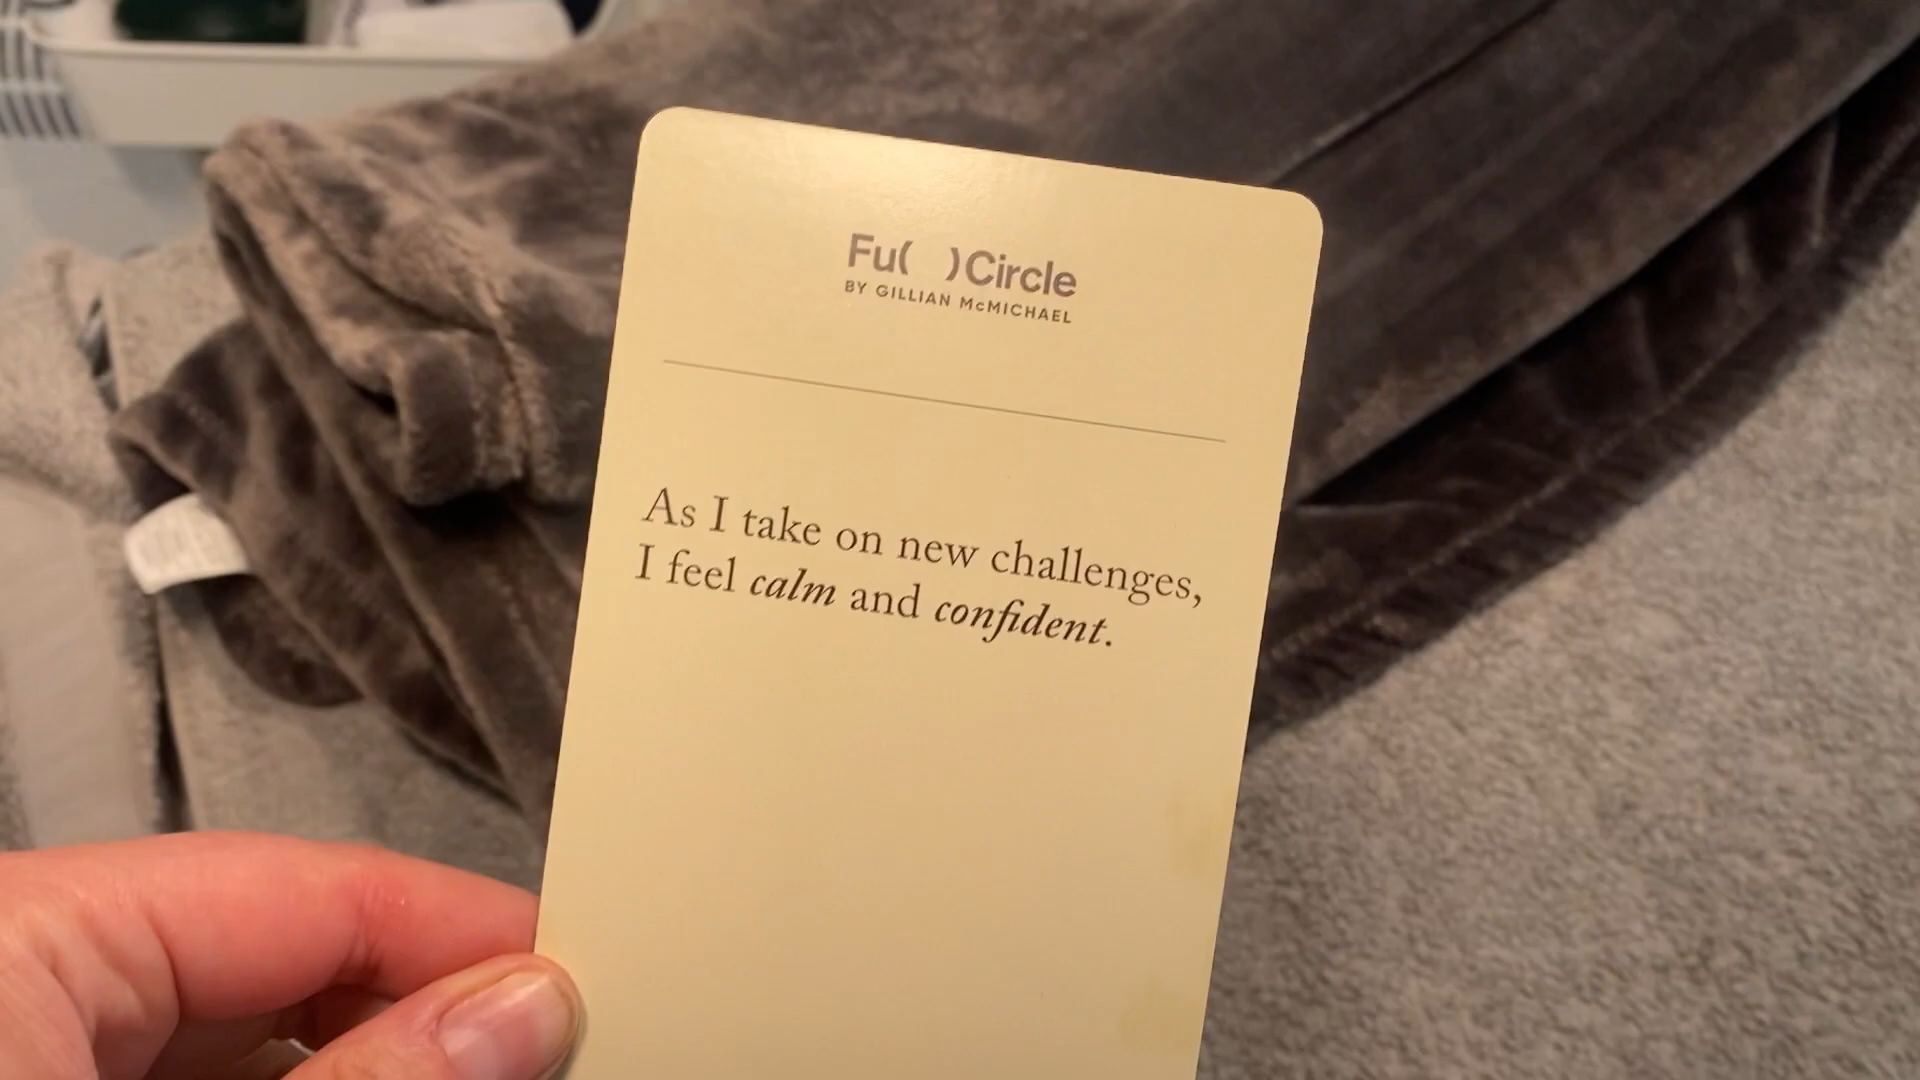 Fu( )Circle
BY GILLIAN McMICHAEL
As I take on new challenges,
I feel calm and confident.